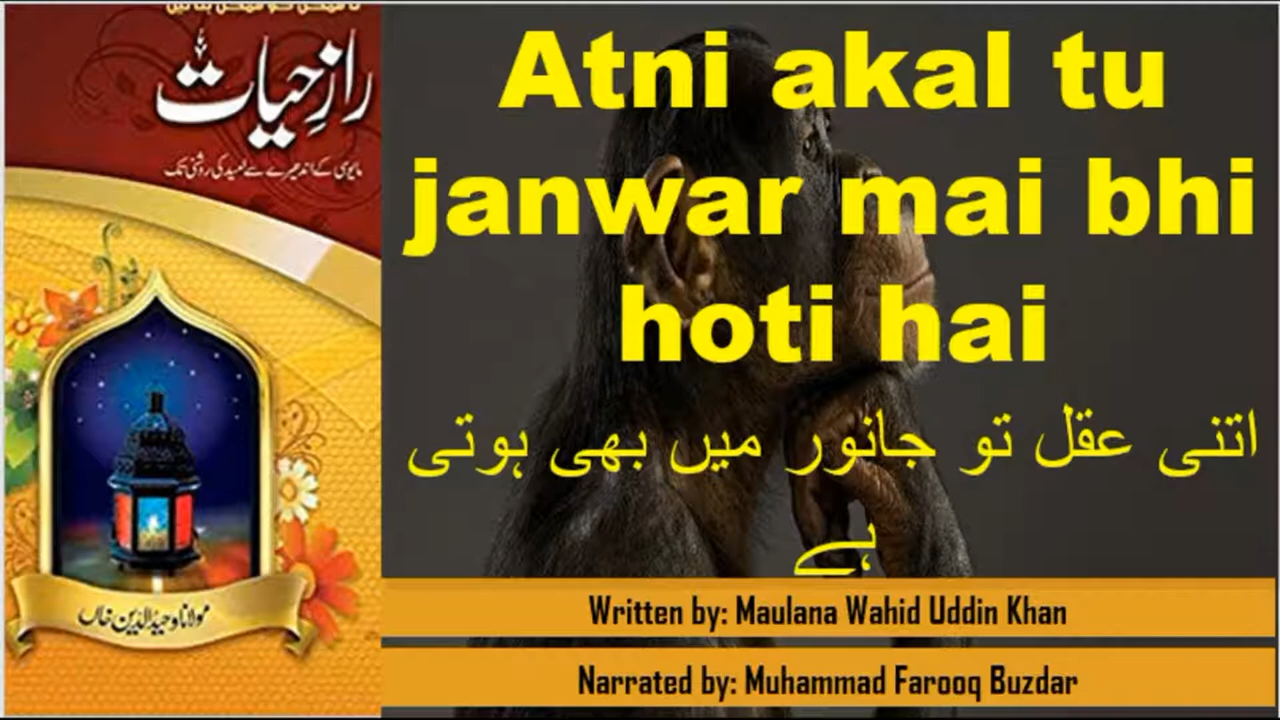 راز حیات
مایوسی کے اندھیرے سے امید کی روشنی تک
مولانا وحید الدین خاں
Atni akal tu
janwar mai bhi
hoti hai
اتنی عقل تو جانور میں بھی ہوتی
ہے
Written by: Maulana Wahid Uddin Khan
Narrated by: Muhammad Farooq Buzdar